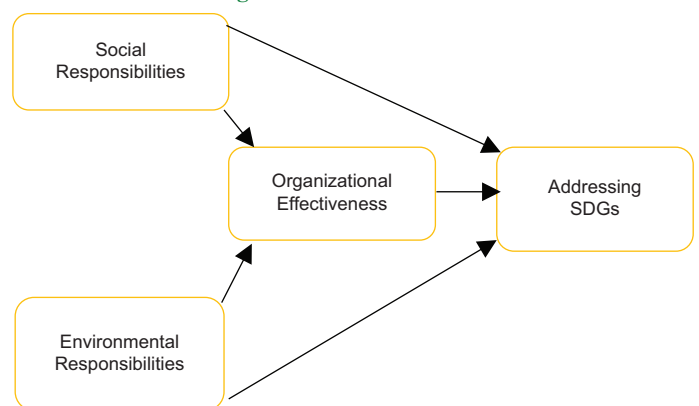 Social
Responsibilities
Organizational
Effectiveness
Addressing
SDGs
Environmental
Responsibilities